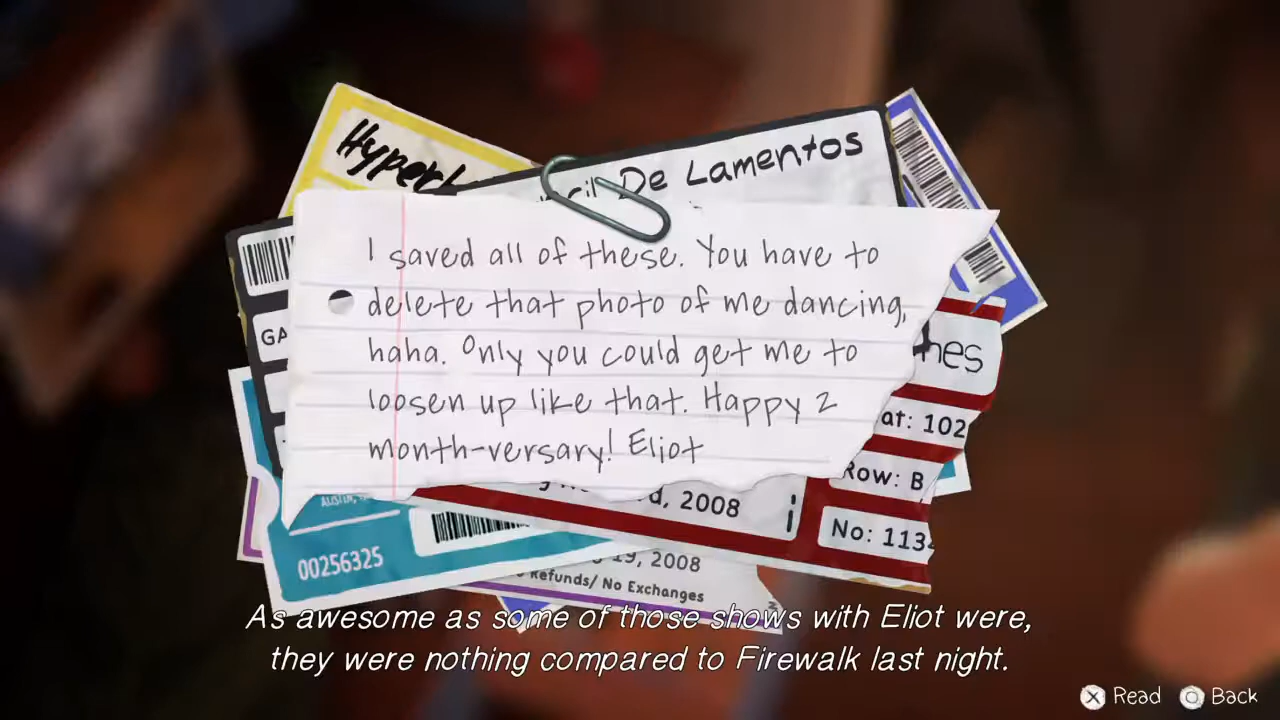 De Lamentos
I saved all of these. You have to
delete that photo of me dancing,
haha. Only you could get me to
loosen up like that. Happy 2
month-versary! Eliot
at: 102
Row: B
No: 1134
2008
00256325
19, 2008
Refunds/ No Exchanges
As awesome as some of those shows with Eliot were,
they were nothing compared to Firewalk last night.
Read
Back